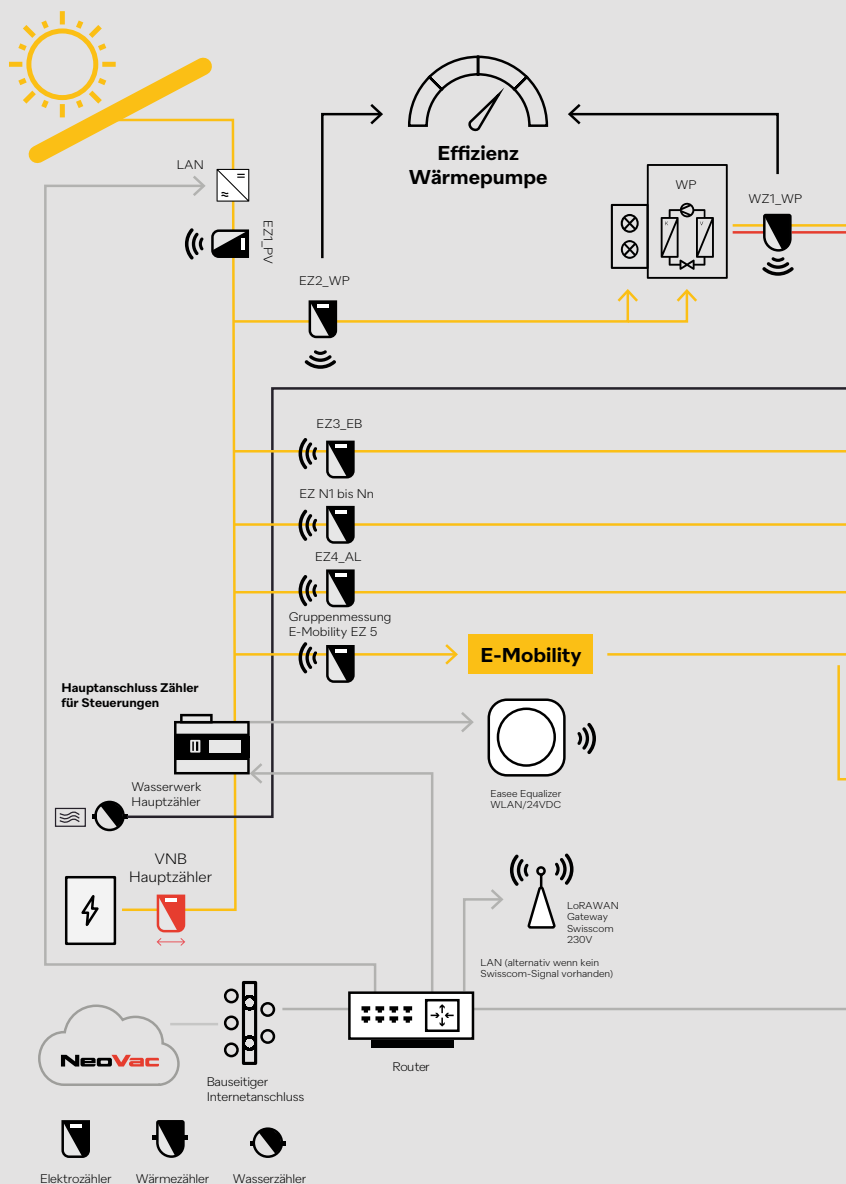 Effizienz
Wärmepumpe
LAN
WP
K
V
WZ1_WP
EZ1_PV
EZ2_WP
EZ3_EB
EZ N1 bis Nn
EZ4_AL
Gruppenmessung
E-Mobility EZ 5
E-Mobility
Hauptanschluss Zähler
für Steuerungen
Easee Equalizer
WLAN/24VDC
Wasserwerk
Hauptzähler
VNB
Hauptzähler
LoRAWAN
Gateway
Swisscom
230V
LAN (alternativ wenn kein
Swisscom-Signal vorhanden)
NeoVac
Bauseitiger
Internetanschluss
Router
Elektrozähler
Wärmezähler
Wasserzähler